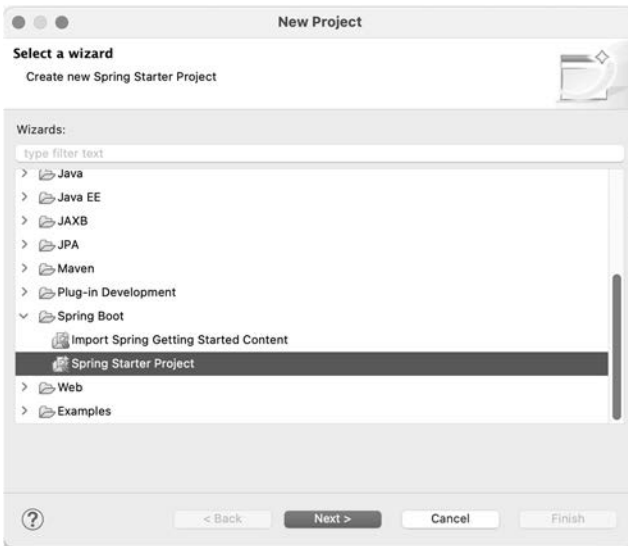 New Project
Select a wizard
Create new Spring Starter Project
Wizards:
type filter text
> Java
> Java EE
> JAXB
> JPA
> Maven
> Plug-in Development
Spring Boot
Import Spring Getting Started Content
Spring Starter Project
> Web
> Examples
? < Back Next > Cancel Finish